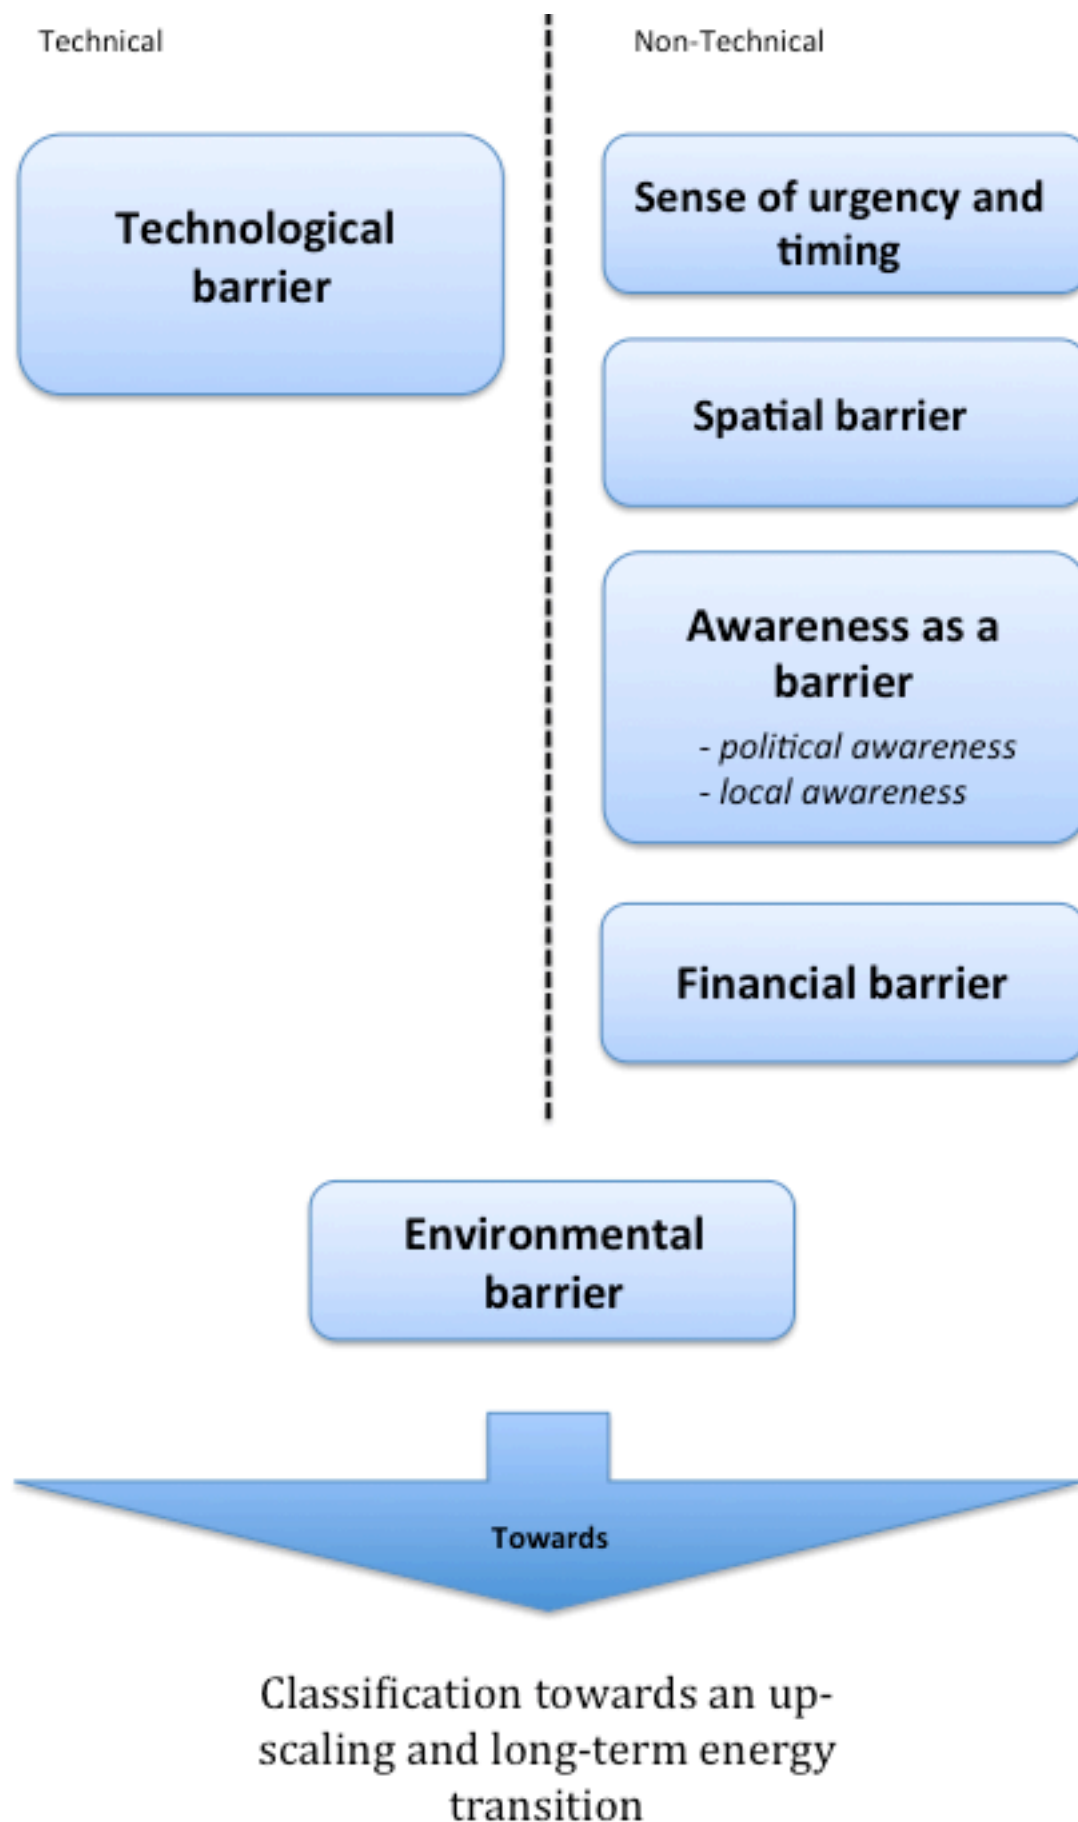 Technical
Non-Technical
Technological
barrier
Sense of urgency and
timing
Spatial barrier
Awareness as a
barrier
- political awareness
- local awareness
Financial barrier
Environmental
barrier
Towards
Classification towards an up-
scaling and long-term energy
transition